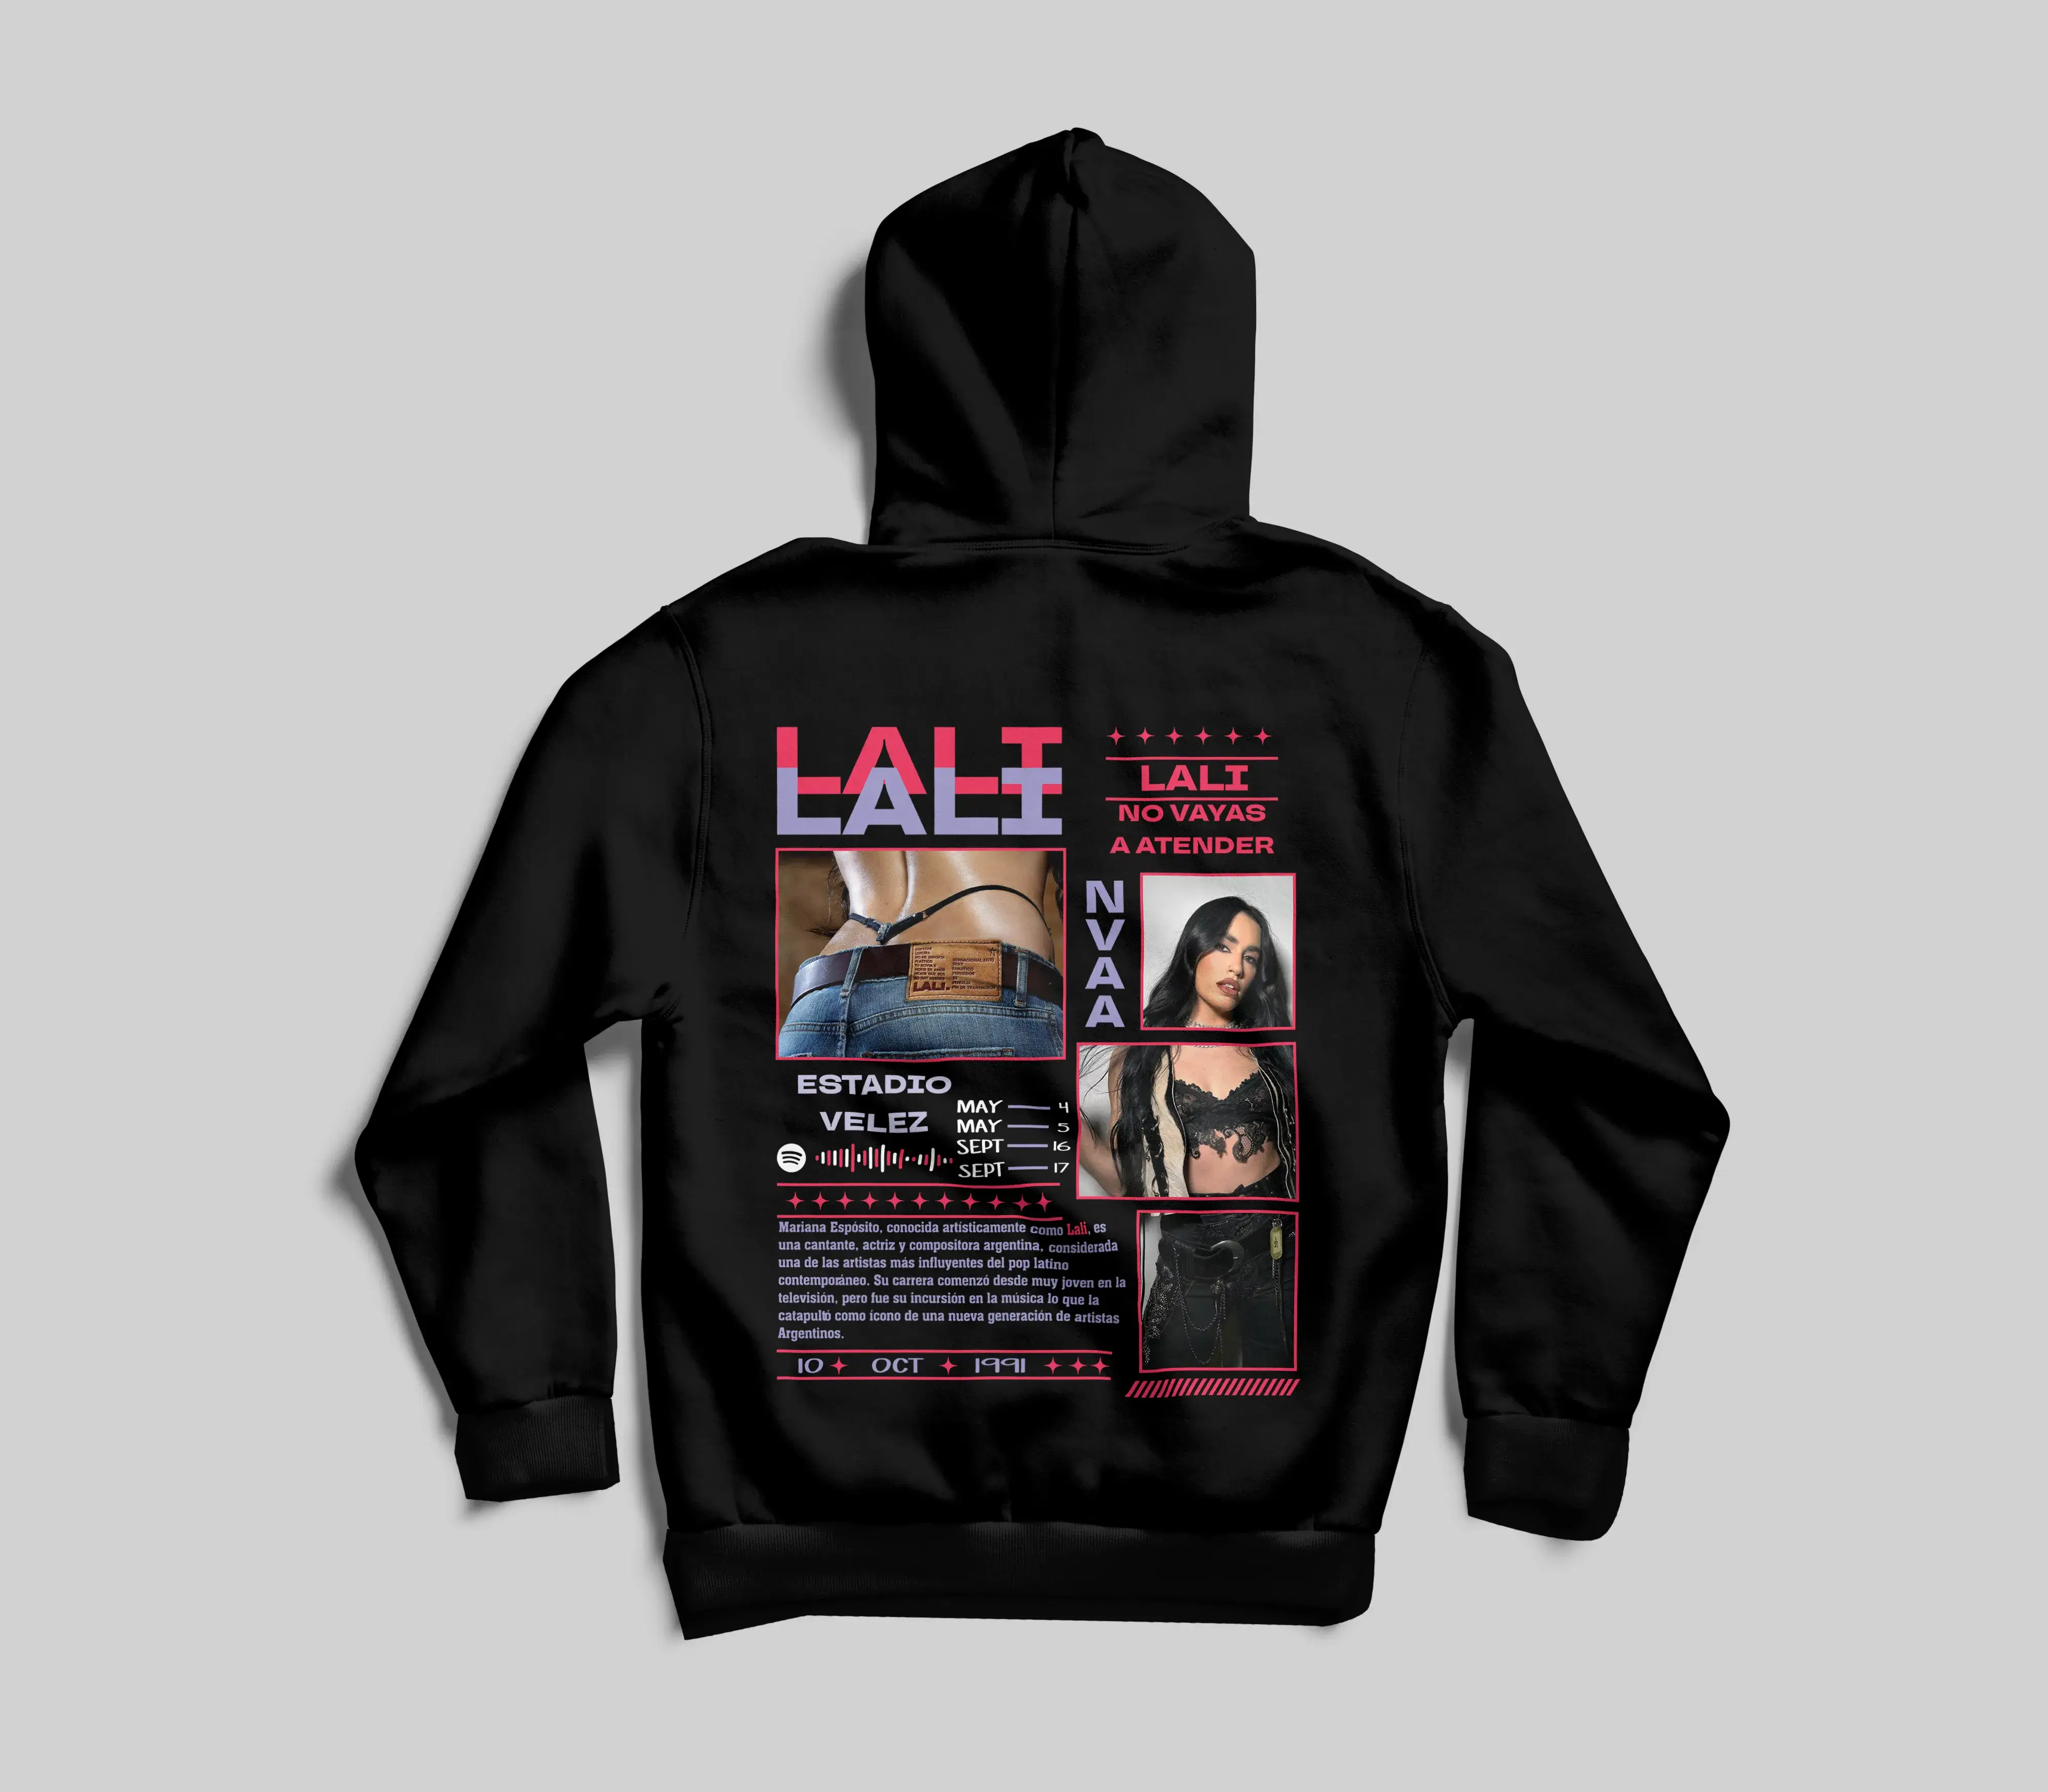 LALI
LALI
LALI
NO VAYAS
A ATENDER
NVAA
LALI.
ESTADIO
VELEZ
MAY 4
MAY 5
SEPT 16
SEPT 17
Mariana Espósito, conocida artísticamente como Lali, es
una cantante, actriz y compositora argentina, considerada
una de las artistas más influyentes del pop latino
contemporáneo. Su carrera comenzó desde muy joven en la
televisión, pero fue su incursión en la música lo que la
catapultó como ícono de una nueva generación de artistas
Argentinos.
10 OCT 1991